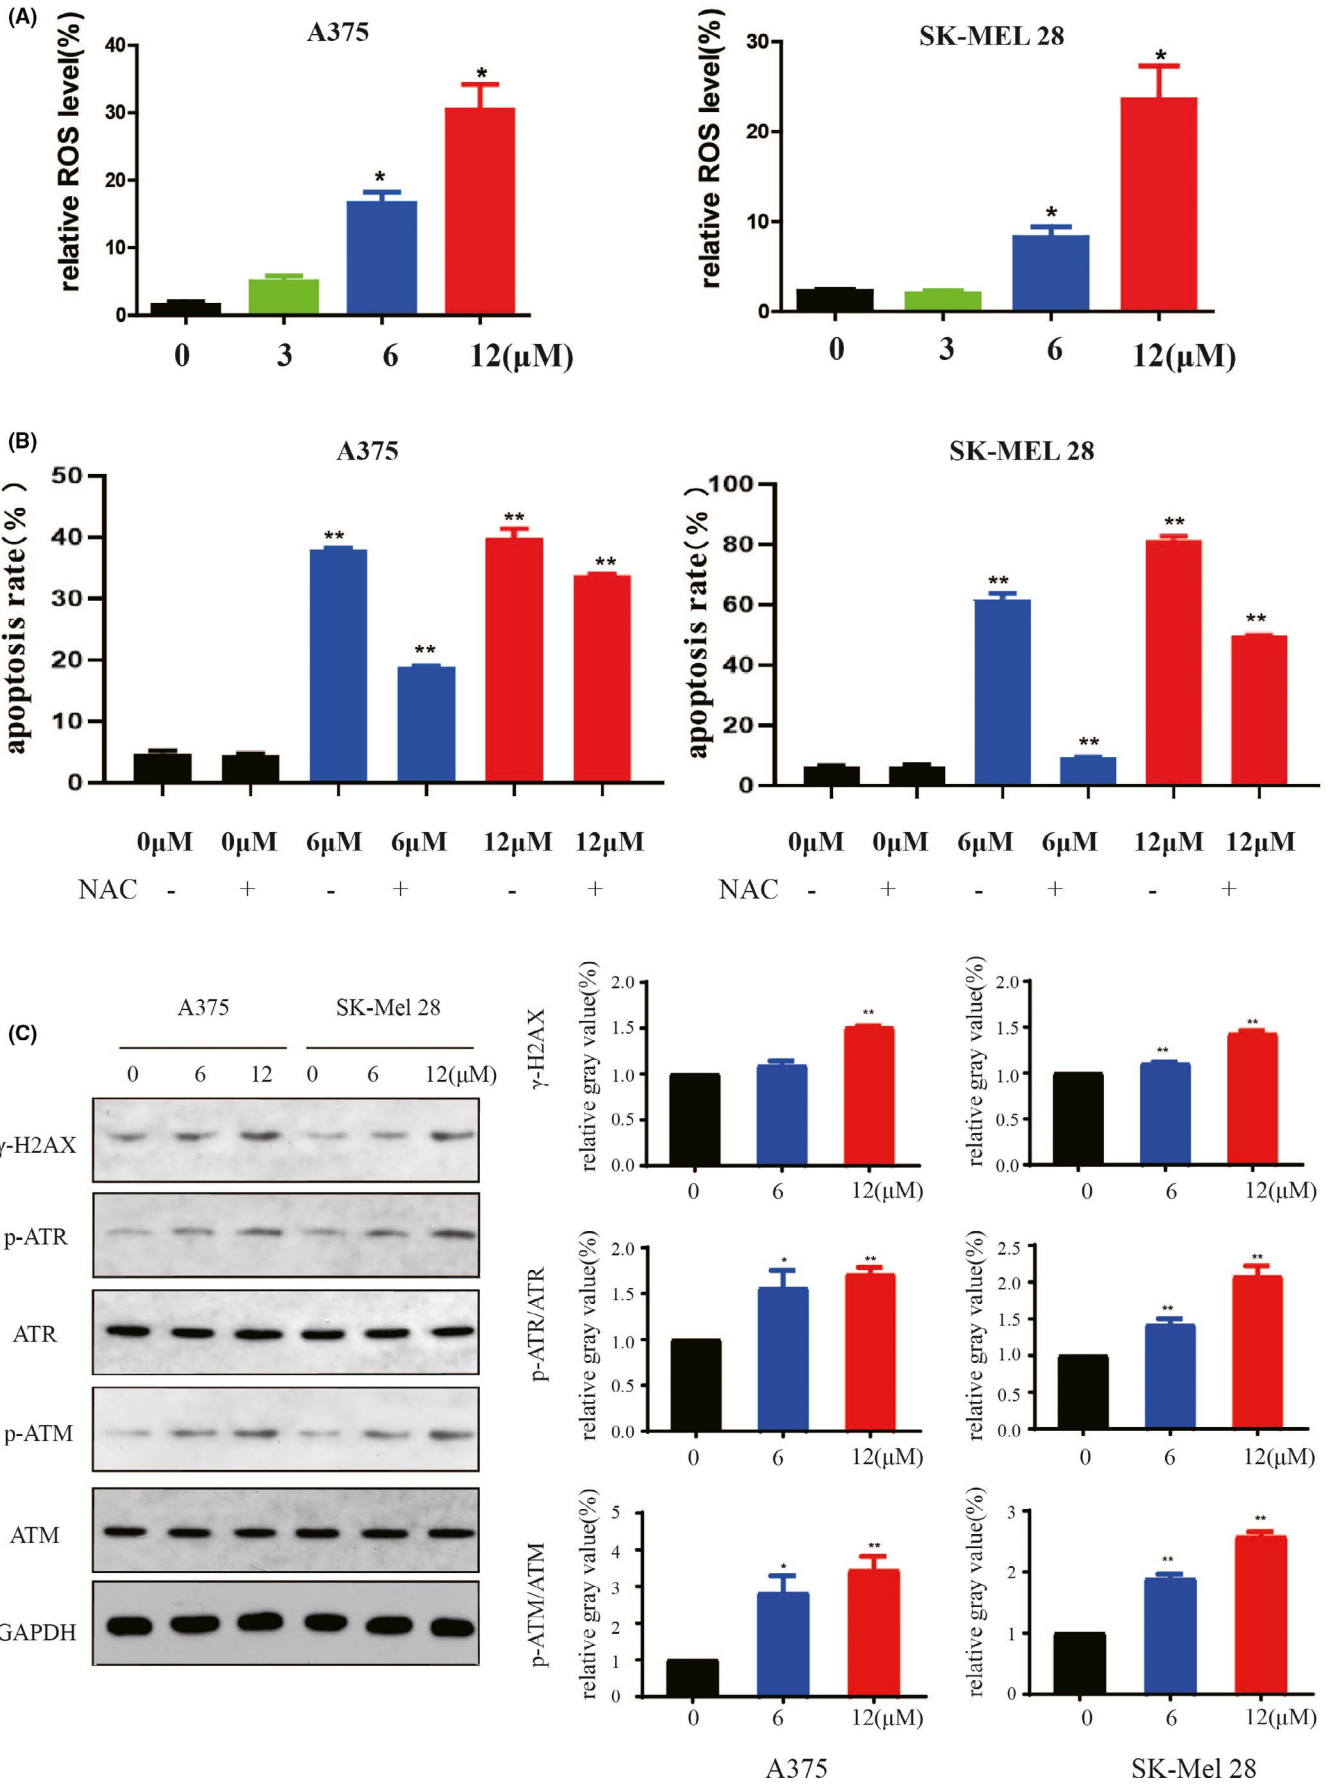 (A)
A375
relative ROS level(%)
40
30
20
10
0
* *
0 3 6 12(μM)
SK-MEL 28
relative ROS level(%)
30
20
10
0
* *
0 3 6 12(μM)
(B)
A375
apoptosis rate(%)
50
40
30
20
10
0
** ** ** **
0μM 0μM 6μM 6μM 12μM 12μM
NAC - + - + - +
SK-MEL 28
apoptosis rate(%)
100
80
60
40
20
0
** ** ** **
0μM 0μM 6μM 6μM 12μM 12μM
NAC - + - + - +
(C)
A375 SK-Mel 28
0 6 12 0 6 12(μM)
γ-H2AX
p-ATR
ATR
p-ATM
ATM
GAPDH
γ-H2AX
relative gray value(%)
2.0
1.5
1.0
0.5
0.0
**
0 6 12(μM)
relative gray value(%)
2.0
1.5
1.0
0.5
0.0
** **
0 6 12(μM)
p-ATR/ATR
relative gray value(%)
2.0
1.5
1.0
0.5
0.0
* **
0 6 12(μM)
relative gray value(%)
2.5
2.0
1.5
1.0
0.5
0.0
** **
0 6 12(μM)
p-ATM/ATM
relative gray value(%)
5
4
3
2
1
0
* **
0 6 12(μM)
A375
relative gray value(%)
3
2
1
0
** **
0 6 12(μM)
SK-Mel 28